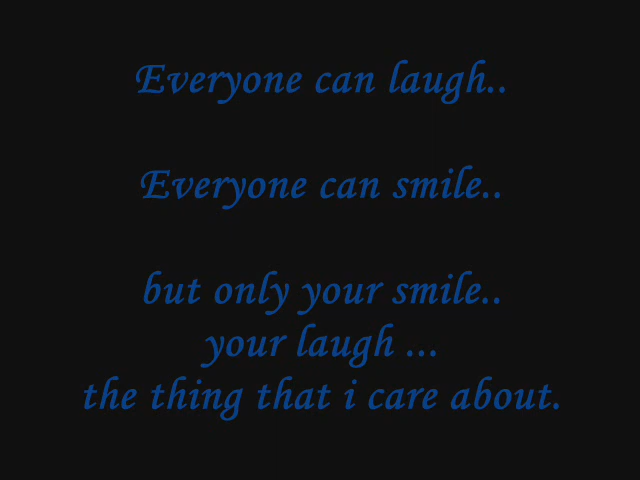 Everyone can laugh..
Everyone can smile..
but only your smile..
your laugh ...
the thing that i care about.